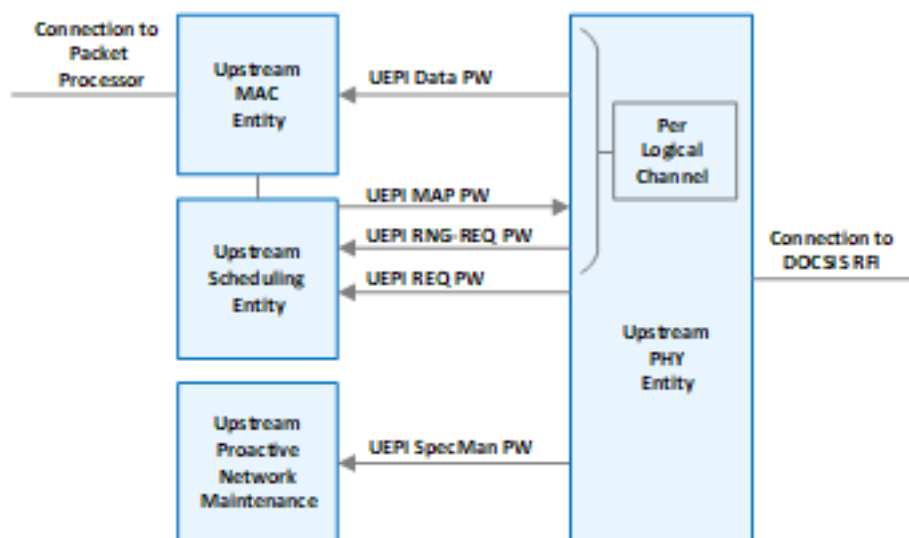 Connection to
Packet
Processor
Upstream
MAC
Entity
UEPI Data PW
Per
Logical
Channel
UEPI MAP PW
UEPI RNG-REQ PW
UEPI REQ PW
Upstream
Scheduling
Entity
Connection to
DOCSIS RFI
Upstream
PHY
Entity
Upstream
Proactive
Network
Maintenance
UEPI SpecMan PW